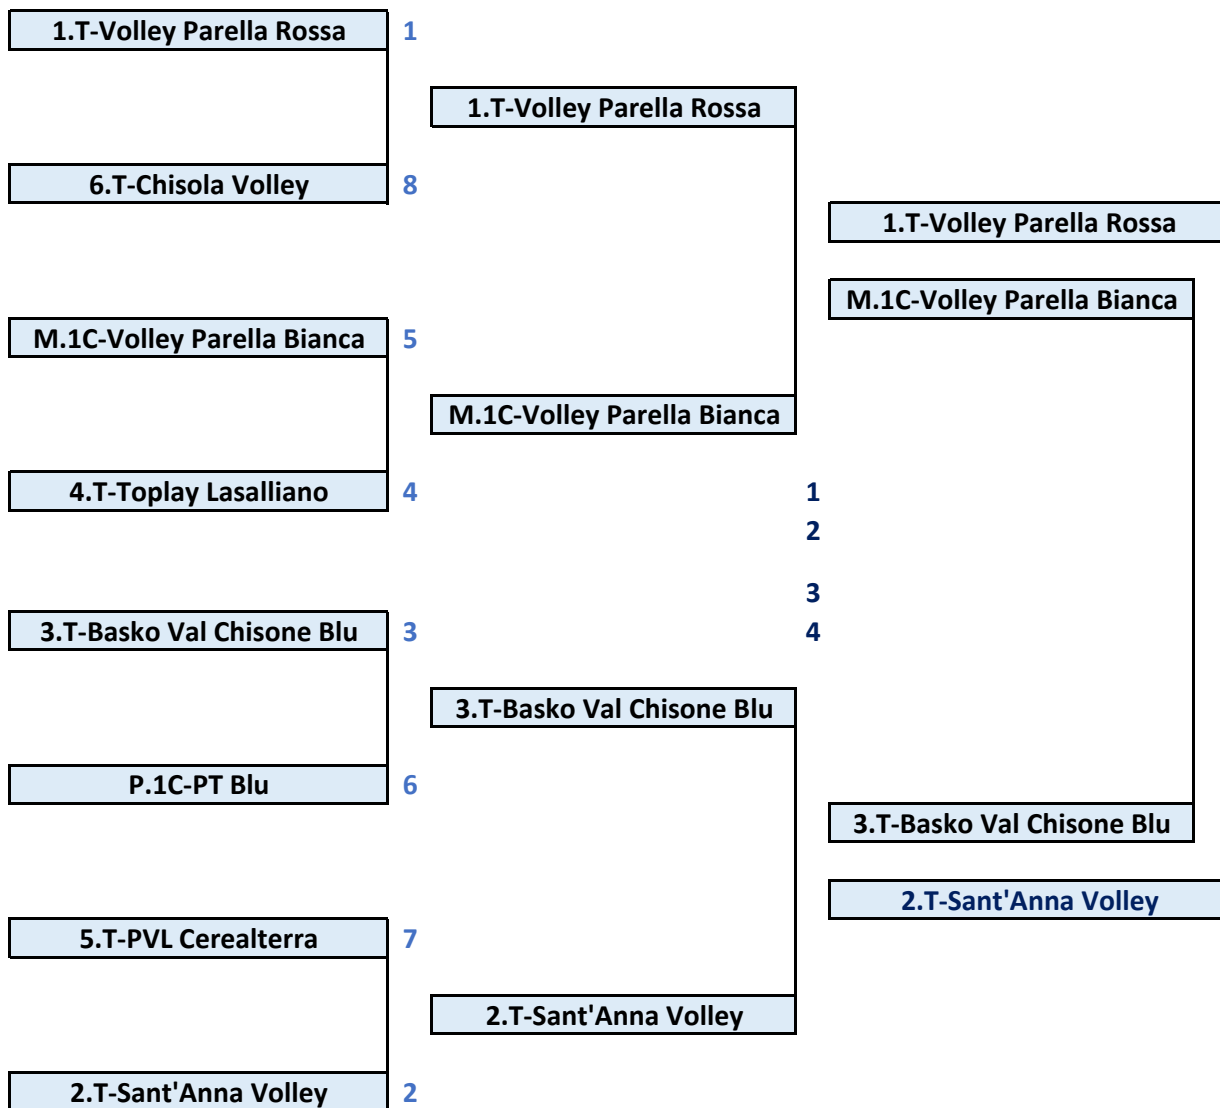 1.T-Volley Parella Rossa 1
1.T-Volley Parella Rossa
6.T-Chisola Volley 8
1.T-Volley Parella Rossa
M.1C-Volley Parella Bianca
M.1C-Volley Parella Bianca 5
M.1C-Volley Parella Bianca
4.T-Toplay Lasalliano 4 1
2
3
3.T-Basko Val Chisone Blu 3 4
3.T-Basko Val Chisone Blu
P.1C-PT Blu 6
3.T-Basko Val Chisone Blu
2.T-Sant'Anna Volley
5.T-PVL Cerealterra 7
2.T-Sant'Anna Volley
2.T-Sant'Anna Volley 2